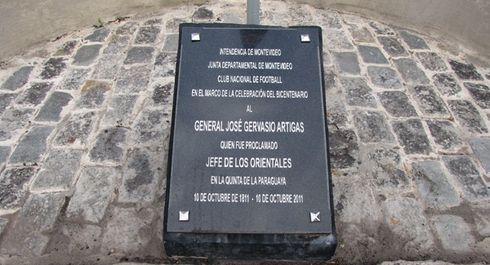 INTENDENCIA DE MONTEVIDEO
JUNTA DEPARTAMENTAL DE MONTEVIDEO
CLUB NACIONAL DE FOOTBALL
EN EL MARCO DE LA CELEBRACIÓN DEL BICENTENARIO
AL
GENERAL JOSÉ GERVASIO ARTIGAS
QUIEN FUE PROCLAMADO
JEFE DE LOS ORIENTALES
EN LA QUINTA DE LA PARAGUAYA
10 DE OCTUBRE DE 1811 - 10 DE OCTUBRE 2011